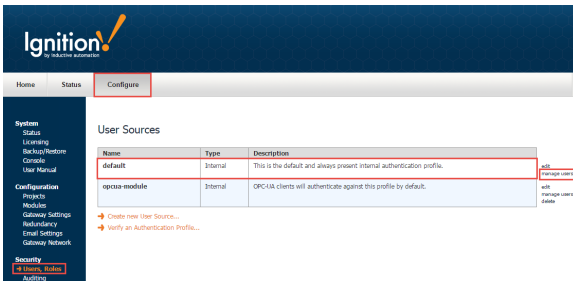 Ignition!
by inductive automation
Home Status Configure
System
Status
Licensing
Backup/Restore
Console
User Manual
Configuration
Projects
Modules
Gateway Settings
Redundancy
Email Settings
Gateway Network
Security
Users, Roles
Auditing
User Sources
Name Type Description
default Internal This is the default and always present internal authentication profile.
edit
manage users
opcua-module Internal OPC-UA clients will authenticate against this profile by default.
edit
manage users
delete
Create new User Source...
Verify an Authentication Profile...